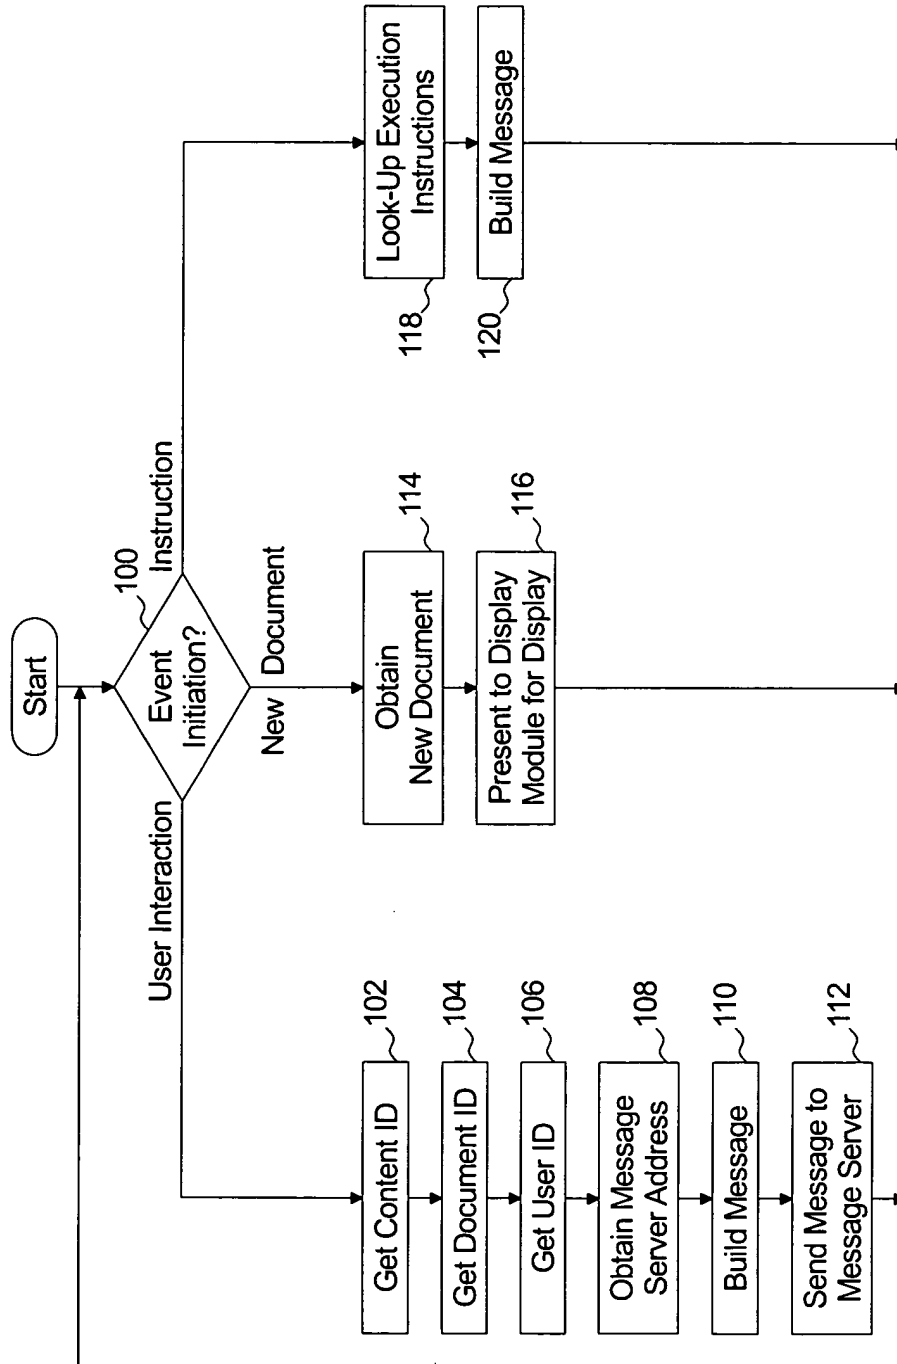 Start
100
Event
Initiation?
User Interaction
New Document
Instruction
Get Content ID
102
Get Document ID
104
Get User ID
106
Obtain Message
Server Address
108
Build Message
110
Send Message to
Message Server
112
Obtain
New Document
114
Present to Display
Module for Display
116
Look-Up Execution
Instructions
118
Build Message
120